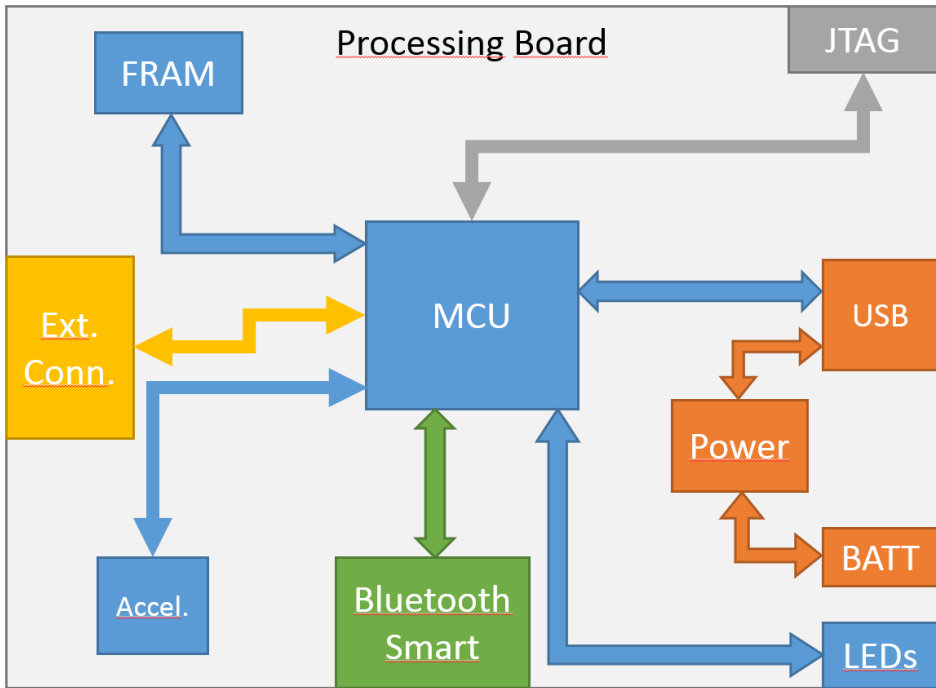 Processing Board
JTAG
FRAM
MCU
Ext.
Conn.
USB
Power
BATT
Accel.
Bluetooth
Smart
LEDs